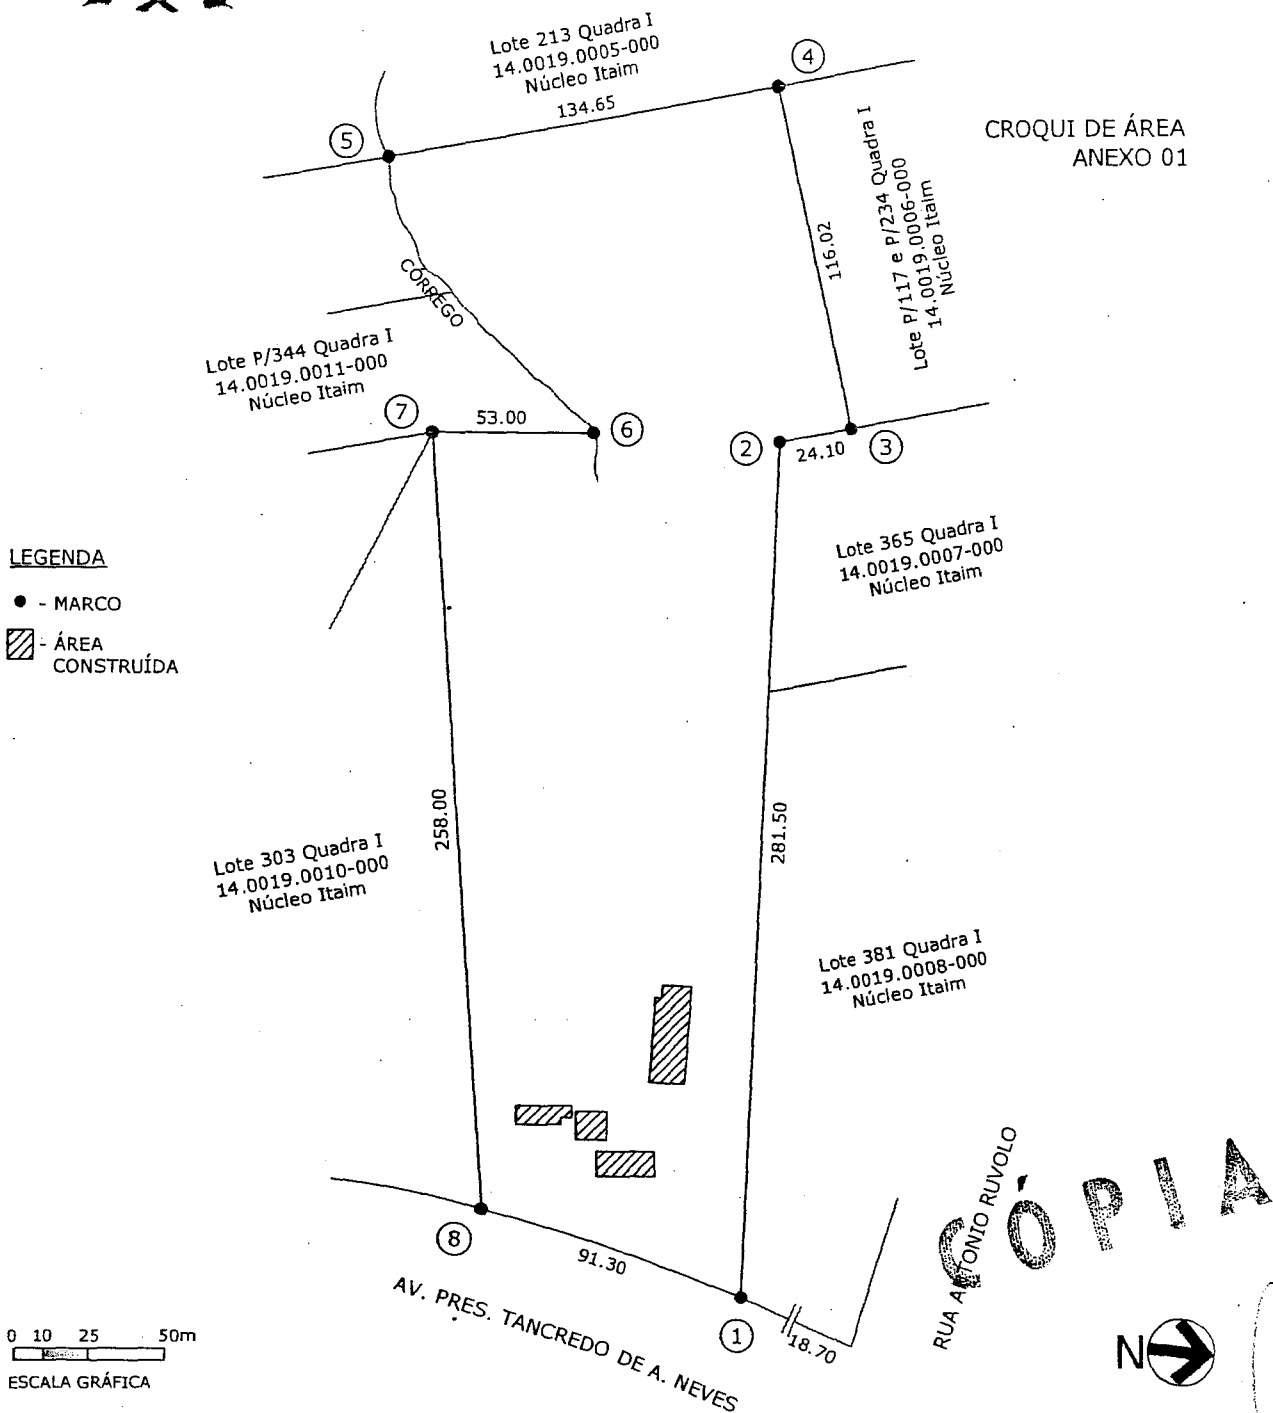 Lote 213 Quadra I
14.0019.0005-000
Núcleo Itaim
134.65
4
5
CROQUI DE ÁREA
ANEXO 01
116.02
Lote P/117 e P/234 Quadra I
14.0019.0006-000
Núcleo Itaim
CÓRREGO
Lote P/344 Quadra I
14.0019.0011-000
Núcleo Itaim
7
53.00
6
2
24.10
3
Lote 365 Quadra I
14.0019.0007-000
Núcleo Itaim
LEGENDA
- MARCO
- ÁREA
CONSTRUÍDA
258.00
281.50
Lote 303 Quadra I
14.0019.0010-000
Núcleo Itaim
Lote 381 Quadra I
14.0019.0008-000
Núcleo Itaim
8
91.30
AV. PRES. TANCREDO DE A. NEVES
1
18.70
RUA ANTONIO RUVOLO
CÓPIA
N
0 10 25 50m
ESCALA GRÁFICA